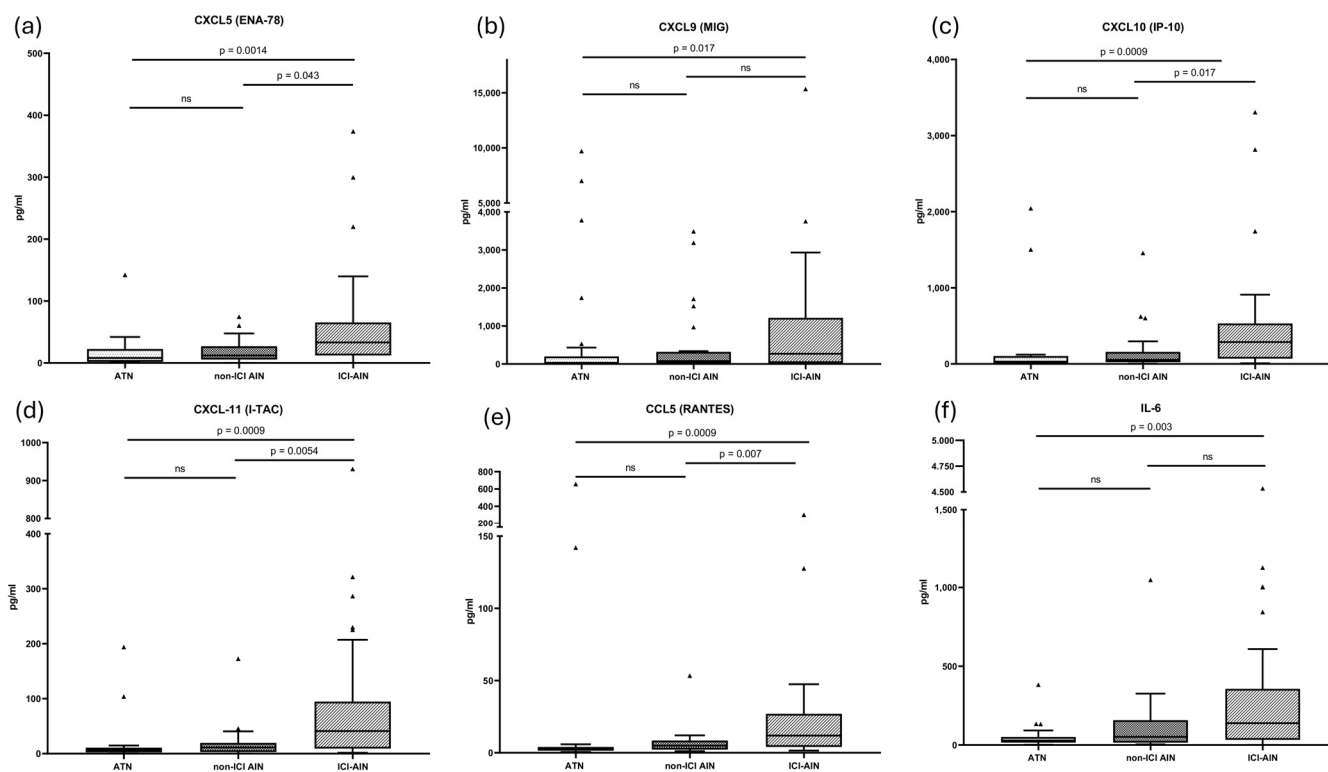 (a)
CXCL5 (ENA-78)
p = 0.0014
p = 0.043
ns
500
400
300
200
100
0
pg/ml
ATN
non-ICI AIN
ICI-AIN
(b)
CXCL9 (MIG)
p = 0.017
ns
ns
15,000
10,000
5,000
4,000
3,000
2,000
1,000
0
pg/ml
ATN
non-ICI AIN
ICI-AIN
(c)
CXCL10 (IP-10)
p = 0.0009
p = 0.017
ns
4,000
3,000
2,000
1,000
0
pg/ml
ATN
non-ICI AIN
ICI-AIN
(d)
CXCL-11 (I-TAC)
p = 0.0009
p = 0.0054
ns
1000
900
800
400
300
200
100
0
pg/ml
ATN
non-ICI AIN
ICI-AIN
(e)
CCL5 (RANTES)
p = 0.0009
p = 0.007
ns
800
600
400
200
150
100
50
0
pg/ml
ATN
non-ICI AIN
ICI-AIN
(f)
IL-6
p = 0.003
ns
ns
5.000
4.750
4.500
1,500
1,000
500
0
pg/ml
ATN
non-ICI AIN
ICI-AIN